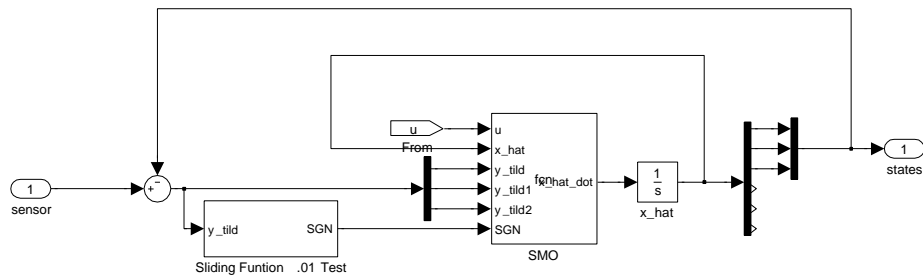 u
From
u
x_hat
y_tild
y_tild1
y_tild2
SGN
fcn
x_hat_dot
SMO
1
s
x_hat
1
states
1
sensor
+
−
y_tild
SGN
Sliding Funtion .01 Test